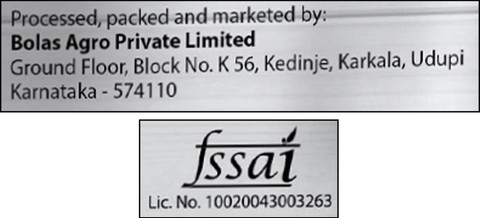 Processed, packed and marketed by:
Bolas Agro Private Limited
Ground Floor, Block No. K 56, Kedinje, Karkala, Udupi
Karnataka - 574110
fssai
Lic. No. 10020043003263